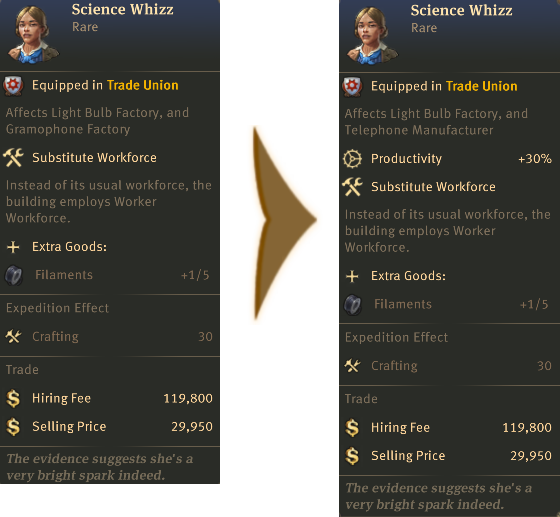 Science Whizz
Rare
Equipped in Trade Union
Affects Light Bulb Factory, and
Gramophone Factory
Substitute Workforce
Instead of its usual workforce, the
building employs Worker
Workforce.
Extra Goods:
Filaments +1/5
Expedition Effect
Crafting 30
Trade
Hiring Fee 119,800
Selling Price 29,950
The evidence suggests she's a
very bright spark indeed.
Science Whizz
Rare
Equipped in Trade Union
Affects Light Bulb Factory, and
Telephone Manufacturer
Productivity +30%
Substitute Workforce
Instead of its usual workforce, the
building employs Worker
Workforce.
Extra Goods:
Filaments +1/5
Expedition Effect
Crafting 30
Trade
Hiring Fee 119,800
Selling Price 29,950
The evidence suggests she's a
very bright spark indeed.